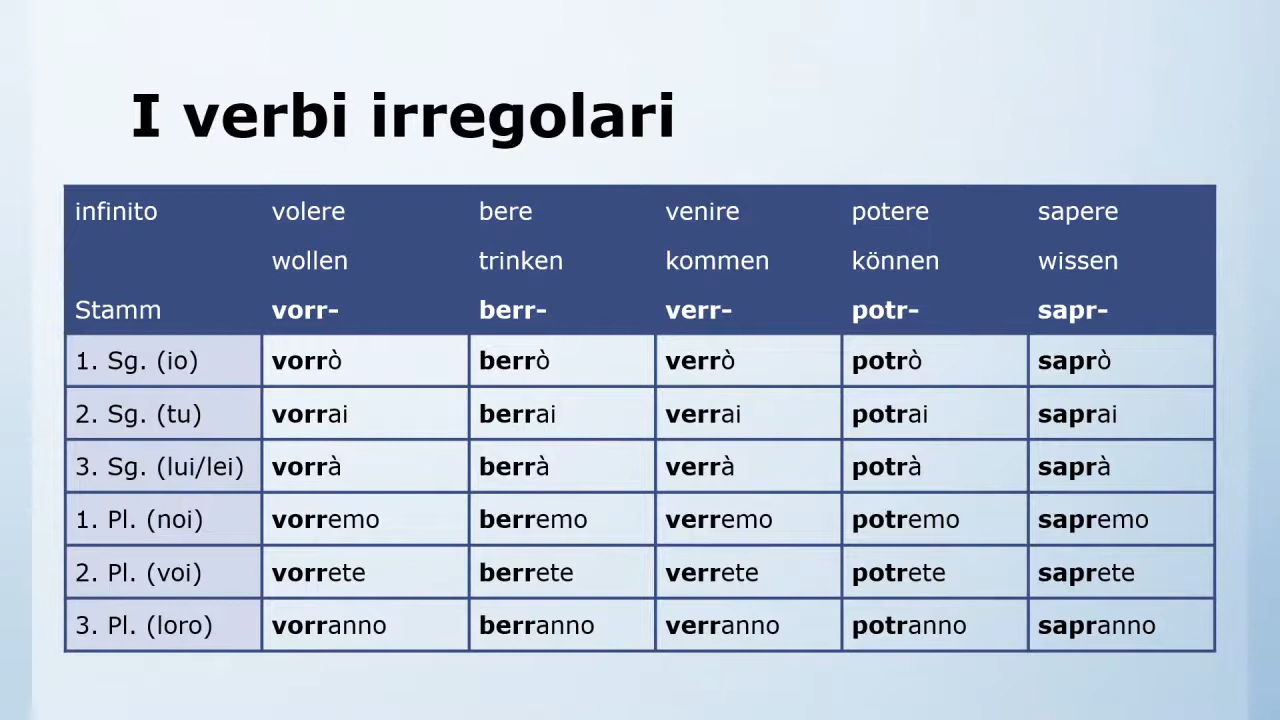 I verbi irregolari
infinito volere bere venire potere sapere
wollen trinken kommen können wissen
Stamm vorr– berr– verr– potr– sapr–
1. Sg. (io) vorrò berrò verrò potrò saprò
2. Sg. (tu) vorrai berrai verrai potrai saprai
3. Sg. (lui/lei) vorrà berrà verrà potrà saprà
1. Pl. (noi) vorremo berremo verremo potremo sapremo
2. Pl. (voi) vorrete berrete verrete potrete saprete
3. Pl. (loro) vorranno berranno verranno potranno sapranno